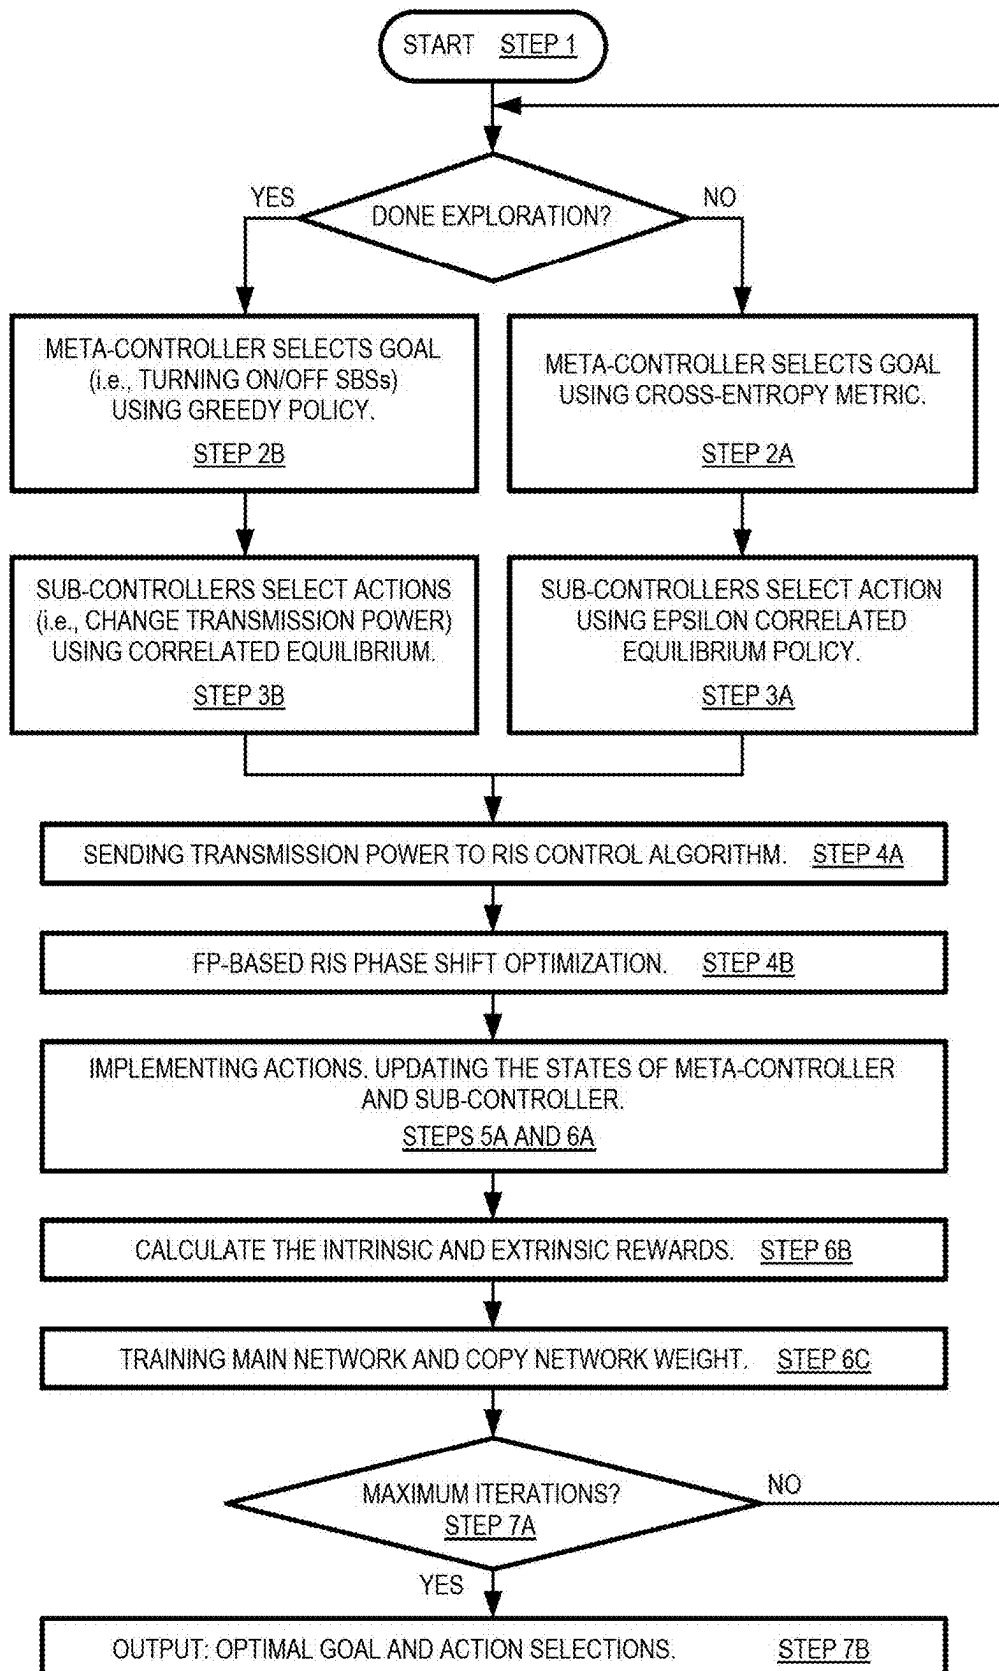 START STEP 1
DONE EXPLORATION?
YES
NO
META-CONTROLLER SELECTS GOAL
(i.e., TURNING ON/OFF SBSs)
USING GREEDY POLICY.
STEP 2B
META-CONTROLLER SELECTS GOAL
USING CROSS-ENTROPY METRIC.
STEP 2A
SUB-CONTROLLERS SELECT ACTIONS
(i.e., CHANGE TRANSMISSION POWER)
USING CORRELATED EQUILIBRIUM.
STEP 3B
SUB-CONTROLLERS SELECT ACTION
USING EPSILON CORRELATED
EQUILIBRIUM POLICY.
STEP 3A
SENDING TRANSMISSION POWER TO RIS CONTROL ALGORITHM. STEP 4A
FP-BASED RIS PHASE SHIFT OPTIMIZATION. STEP 4B
IMPLEMENTING ACTIONS. UPDATING THE STATES OF META-CONTROLLER
AND SUB-CONTROLLER.
STEPS 5A AND 6A
CALCULATE THE INTRINSIC AND EXTRINSIC REWARDS. STEP 6B
TRAINING MAIN NETWORK AND COPY NETWORK WEIGHT. STEP 6C
MAXIMUM ITERATIONS?
STEP 7A
NO
YES
OUTPUT: OPTIMAL GOAL AND ACTION SELECTIONS. STEP 7B